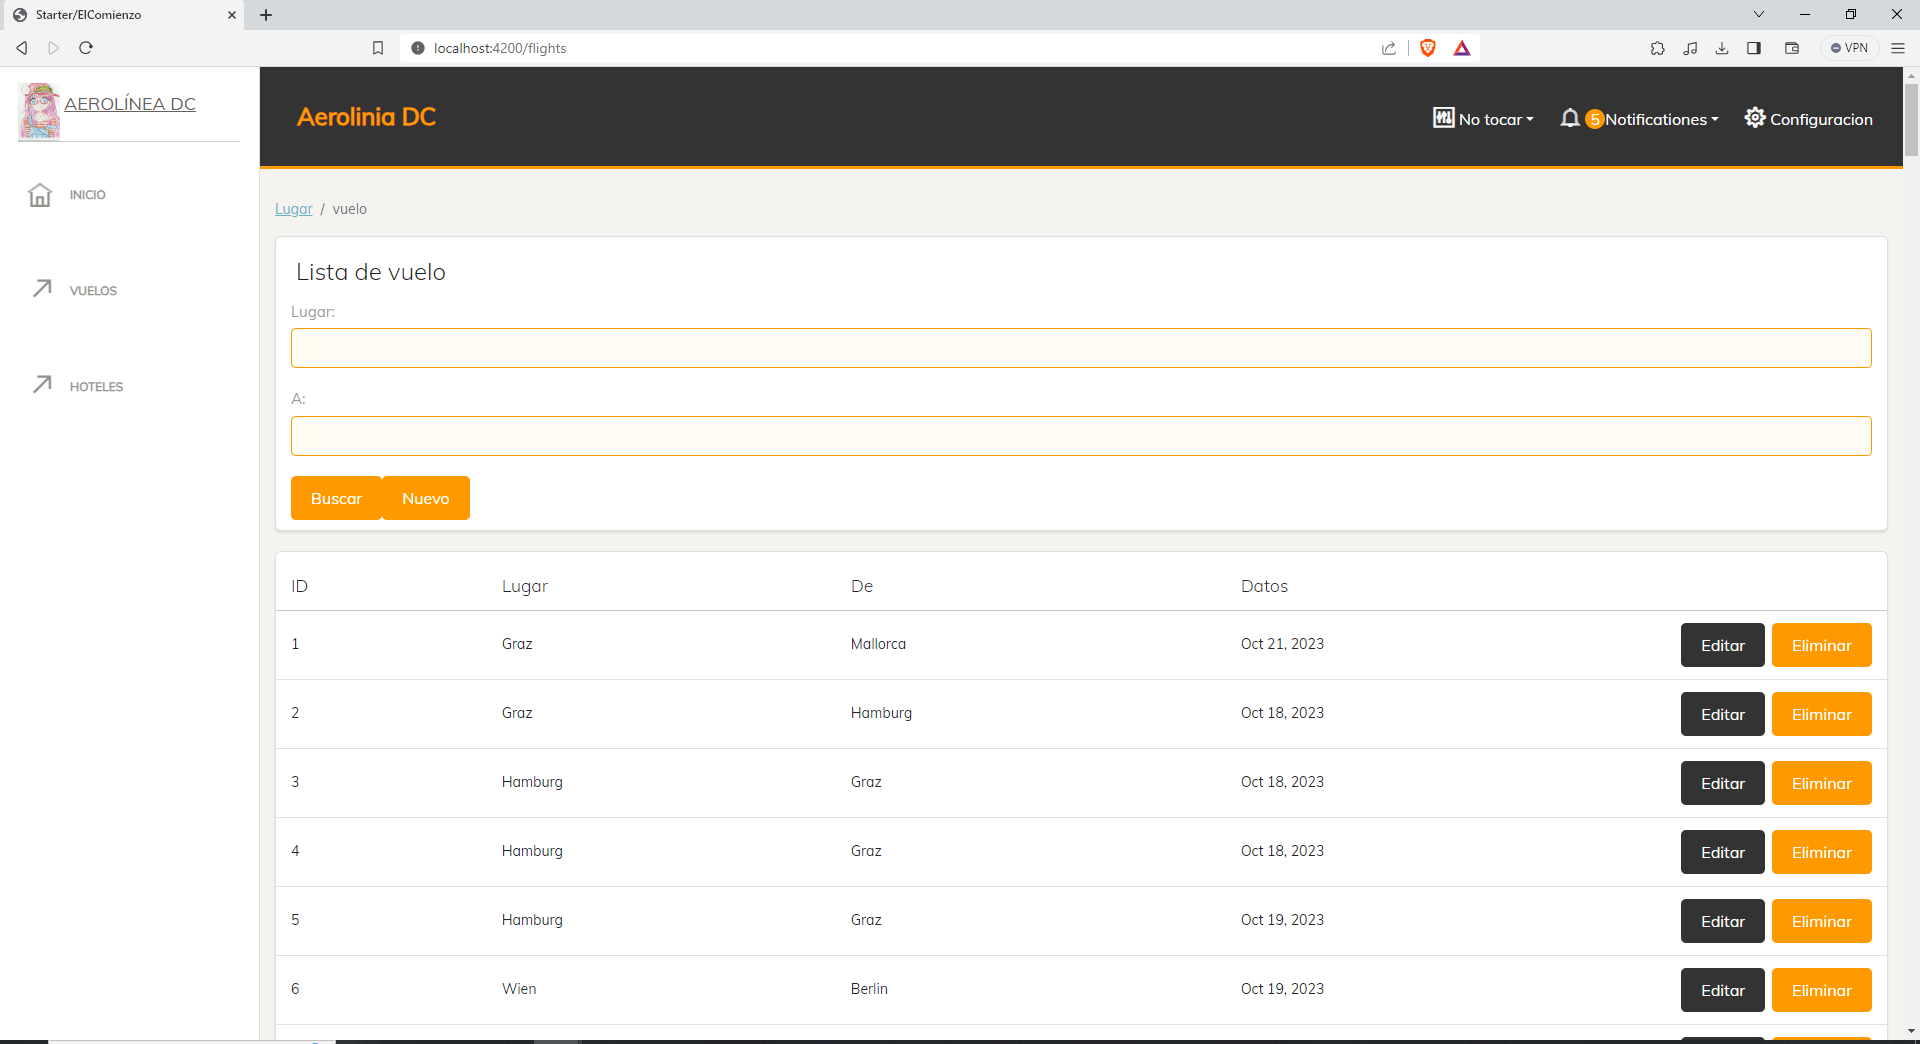 Starter/ElComienzo
localhost:4200/flights
VPN
AEROLÍNEA DC
INICIO
VUELOS
HOTELES
Aerolinia DC
No tocar
5 Notificationes
Configuracion
Lugar / vuelo
Lista de vuelo
Lugar:
A:
Buscar Nuevo
ID Lugar De Datos
1 Graz Mallorca Oct 21, 2023 Editar Eliminar
2 Graz Hamburg Oct 18, 2023 Editar Eliminar
3 Hamburg Graz Oct 18, 2023 Editar Eliminar
4 Hamburg Graz Oct 18, 2023 Editar Eliminar
5 Hamburg Graz Oct 19, 2023 Editar Eliminar
6 Wien Berlin Oct 19, 2023 Editar Eliminar